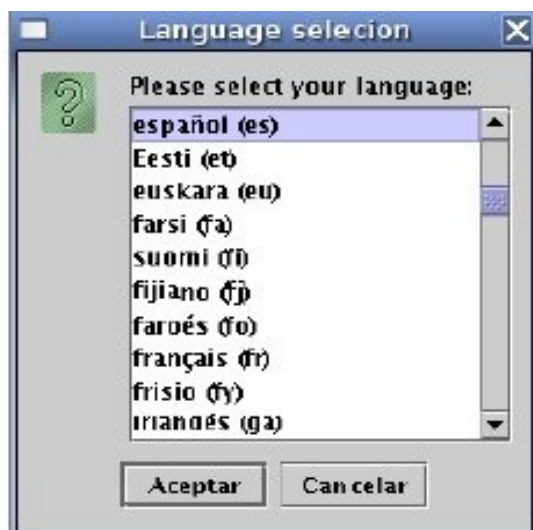 Language selecion
Please select your language:
español (es)
Eesti (et)
euskara (eu)
farsi (fa)
suomi (fi)
fijiano (fj)
faroés (fo)
français (fr)
frisio (fy)
irlandés (ga)
Aceptar
Cancelar